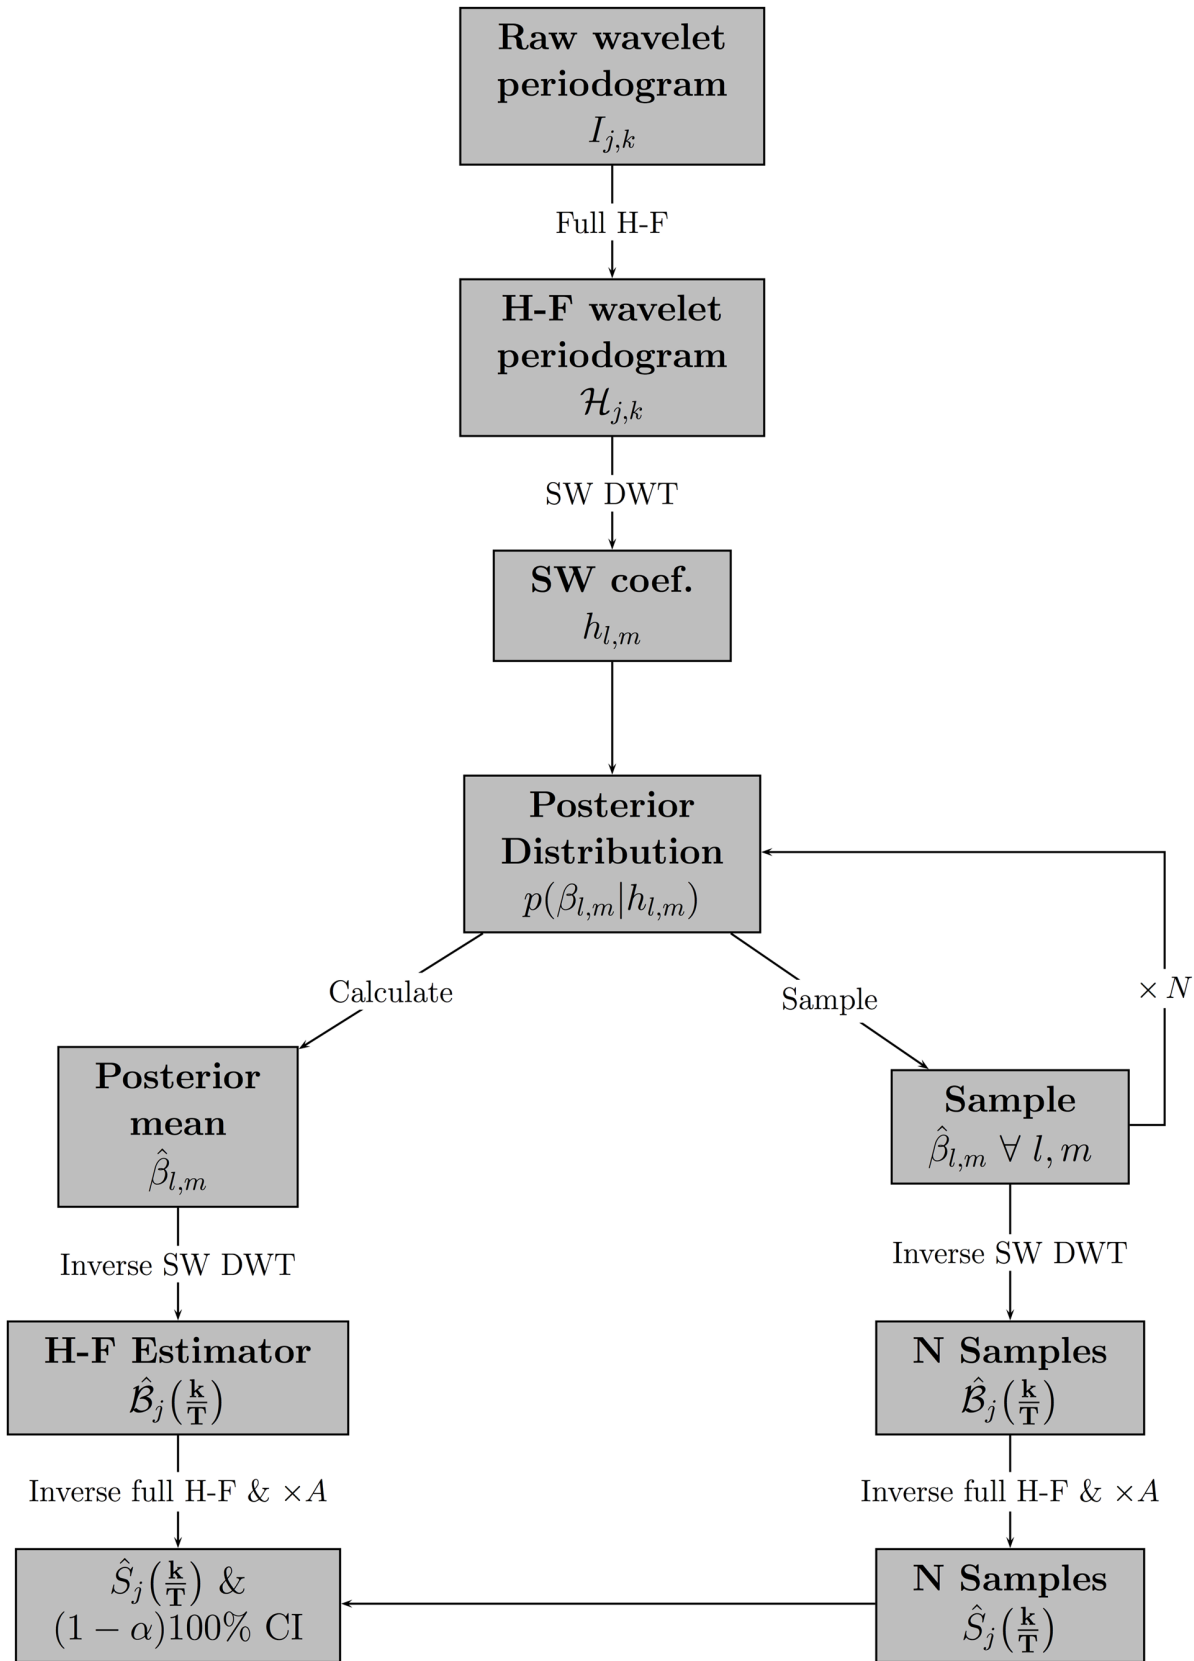 Raw wavelet
periodogram
I_{j,k}
Full H-F
H-F wavelet
periodogram
ℋ_{j,k}
SW DWT
SW coef.
h_{l,m}
Posterior
Distribution
p(β_{l,m}|h_{l,m})
Calculate
Sample
× N
Posterior
mean
β̂_{l,m}
Sample
β̂_{l,m} ∀ l, m
Inverse SW DWT
Inverse SW DWT
H-F Estimator
ℬ̂_j(k/T)
N Samples
ℬ̂_j(k/T)
Inverse full H-F & ×A
Inverse full H-F & ×A
Ŝ_j(k/T) &
(1 − α)100% CI
N Samples
Ŝ_j(k/T)